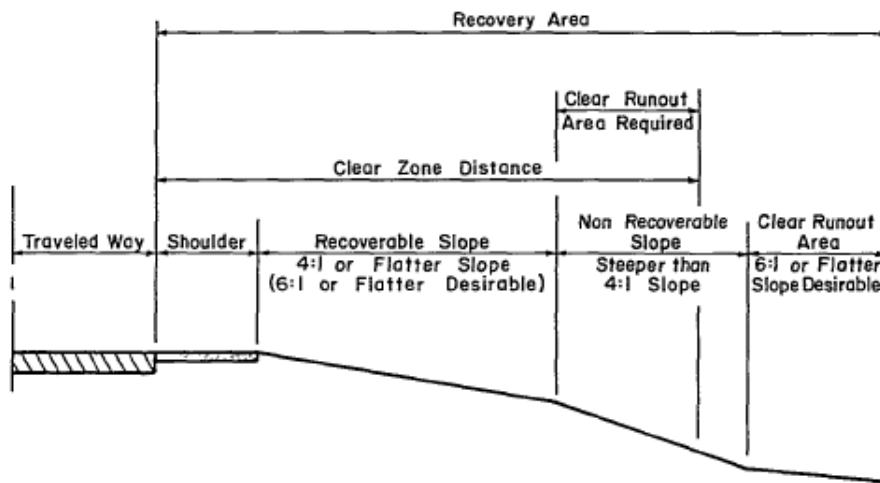 Recovery Area
Clear Runout
Area Required
Clear Zone Distance
Traveled Way
Shoulder
Recoverable Slope
4:1 or Flatter Slope
(6:1 or Flatter Desirable)
Non Recoverable
Slope
Steeper than
4:1 Slope
Clear Runout
Area
6:1 or Flatter
Slope Desirable